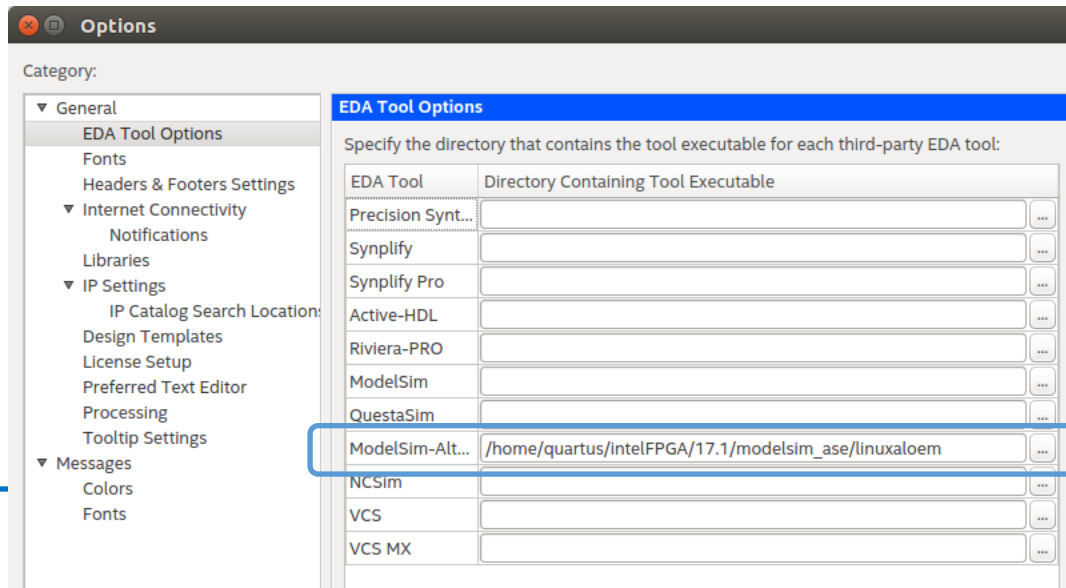 Options
Category:
General
EDA Tool Options
Fonts
Headers & Footers Settings
Internet Connectivity
Notifications
Libraries
IP Settings
IP Catalog Search Locations
Design Templates
License Setup
Preferred Text Editor
Processing
Tooltip Settings
Messages
Colors
Fonts
EDA Tool Options
Specify the directory that contains the tool executable for each third-party EDA tool:
EDA Tool Directory Containing Tool Executable
Precision Synt... ...
Synplify ...
Synplify Pro ...
Active-HDL ...
Riviera-PRO ...
ModelSim ...
QuestaSim ...
ModelSim-Alt... /home/quartus/intelFPGA/17.1/modelsim_ase/linuxaloem ...
NCSim ...
VCS ...
VCS MX ...